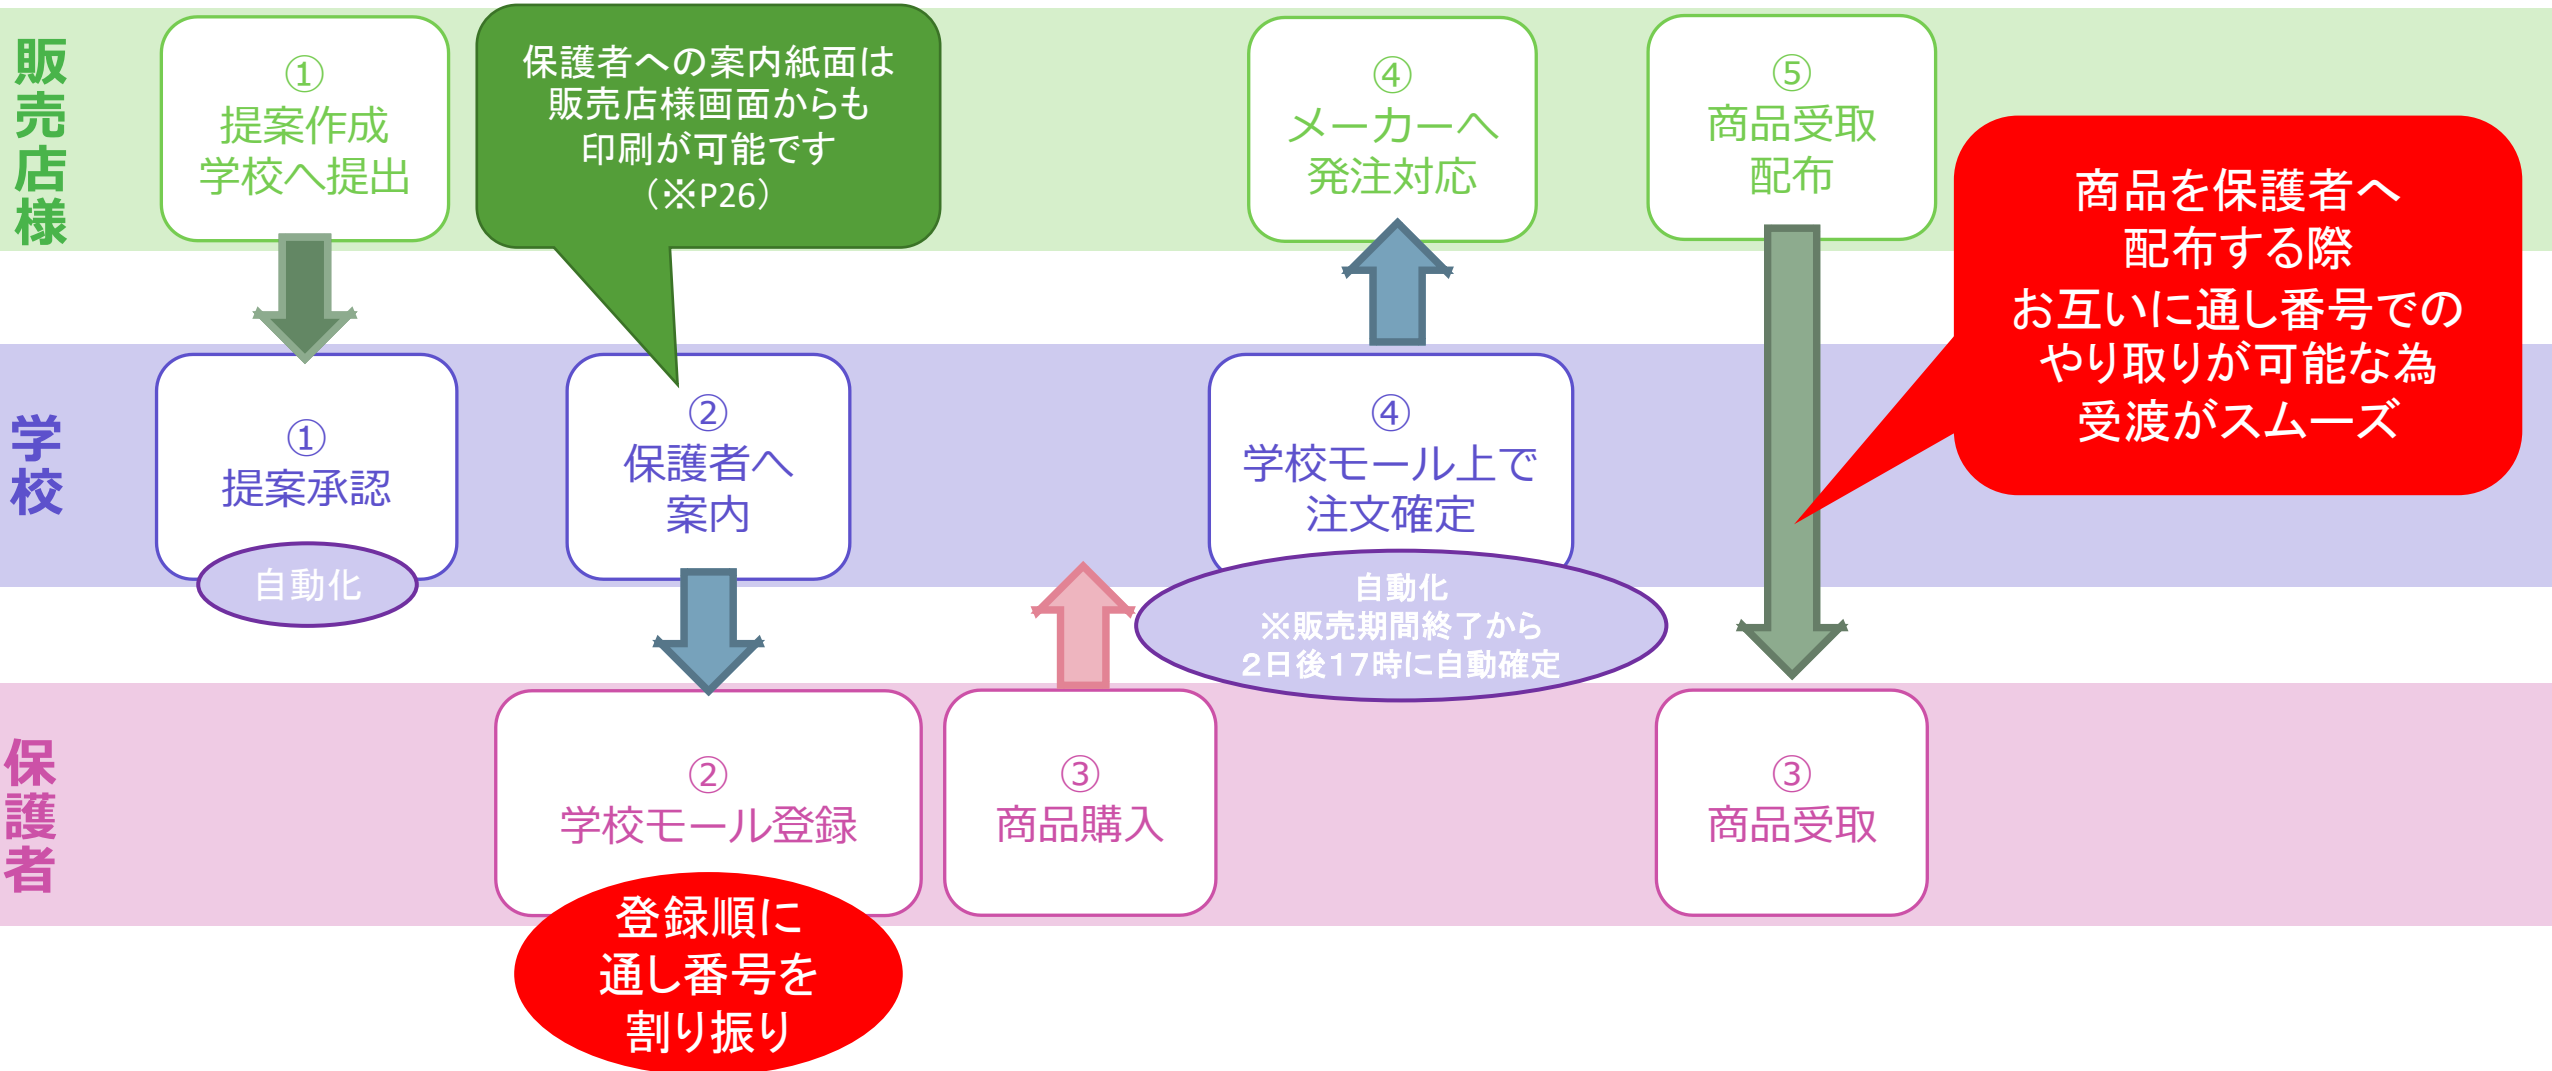 販売店様
①
提案作成
学校へ提出
保護者への案内紙面は
販売店様画面からも
印刷が可能です
（※P26）
④
メーカーへ
発注対応
⑤
商品受取
配布
商品を保護者へ
配布する際
お互いに通し番号での
やり取りが可能な為
受渡がスムーズ
学校
①
提案承認
自動化
②
保護者へ
案内
④
学校モール上で
注文確定
自動化
※販売期間終了から
２日後１７時に自動確定
保護者
②
学校モール登録
登録順に
通し番号を
割り振り
③
商品購入
③
商品受取